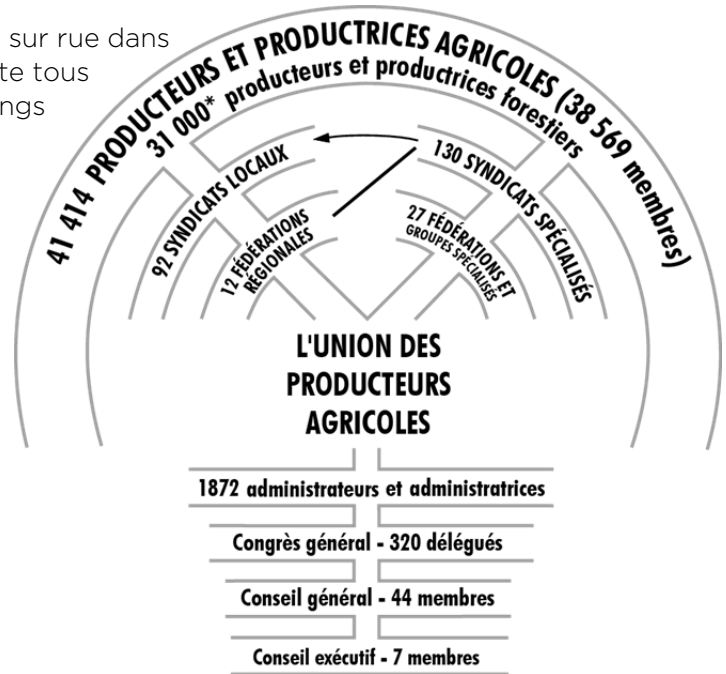 sur rue dans
te tous
ngs
41 414 PRODUCTEURS ET PRODUCTRICES AGRICOLES (38 569 membres)
31 000* producteurs et productrices forestiers
92 SYNDICATS LOCAUX
130 SYNDICATS SPÉCIALISÉS
12 FÉDÉRATIONS
RÉGIONALES
27 FÉDÉRATIONS ET
GROUPES SPÉCIALISÉS
L'UNION DES
PRODUCTEURS
AGRICOLES
1872 administrateurs et administratrices
Congrès général - 320 délégués
Conseil général - 44 membres
Conseil exécutif - 7 membres